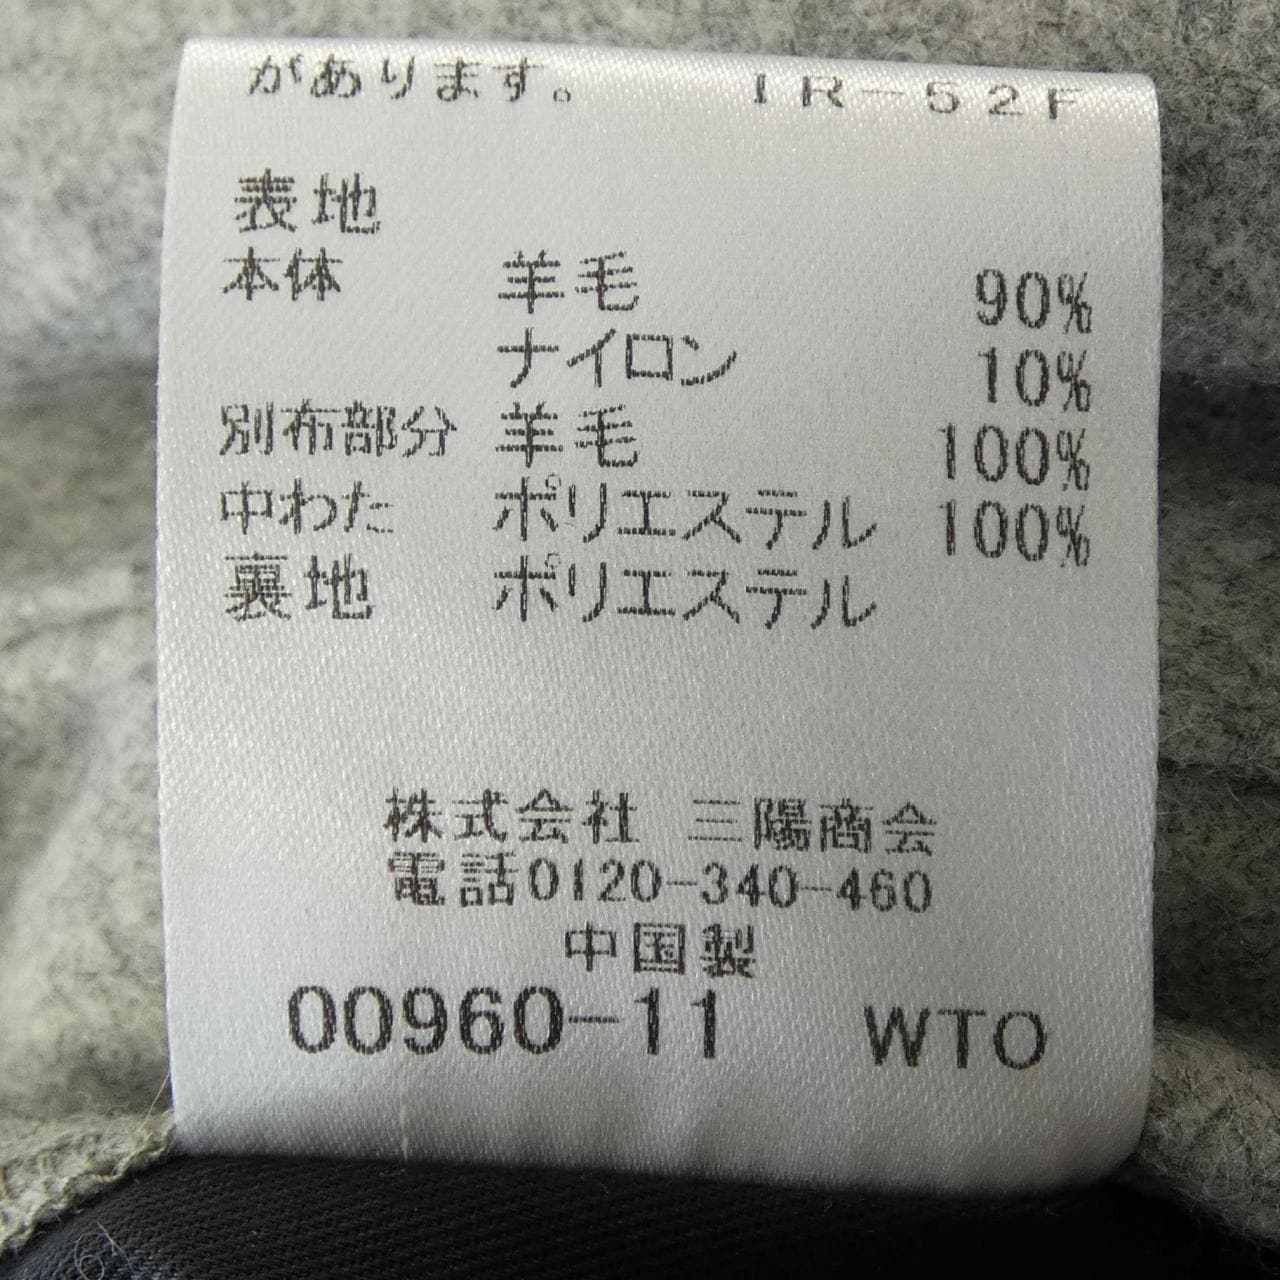 があります。 IR-52F
表地
本体 羊毛 90%
ナイロン 10%
別布部分 羊毛 100%
中わた ポリエステル 100%
裏地 ポリエステル
株式会社 三陽商会
電話0120-340-460
中国製
00960-11 WTO